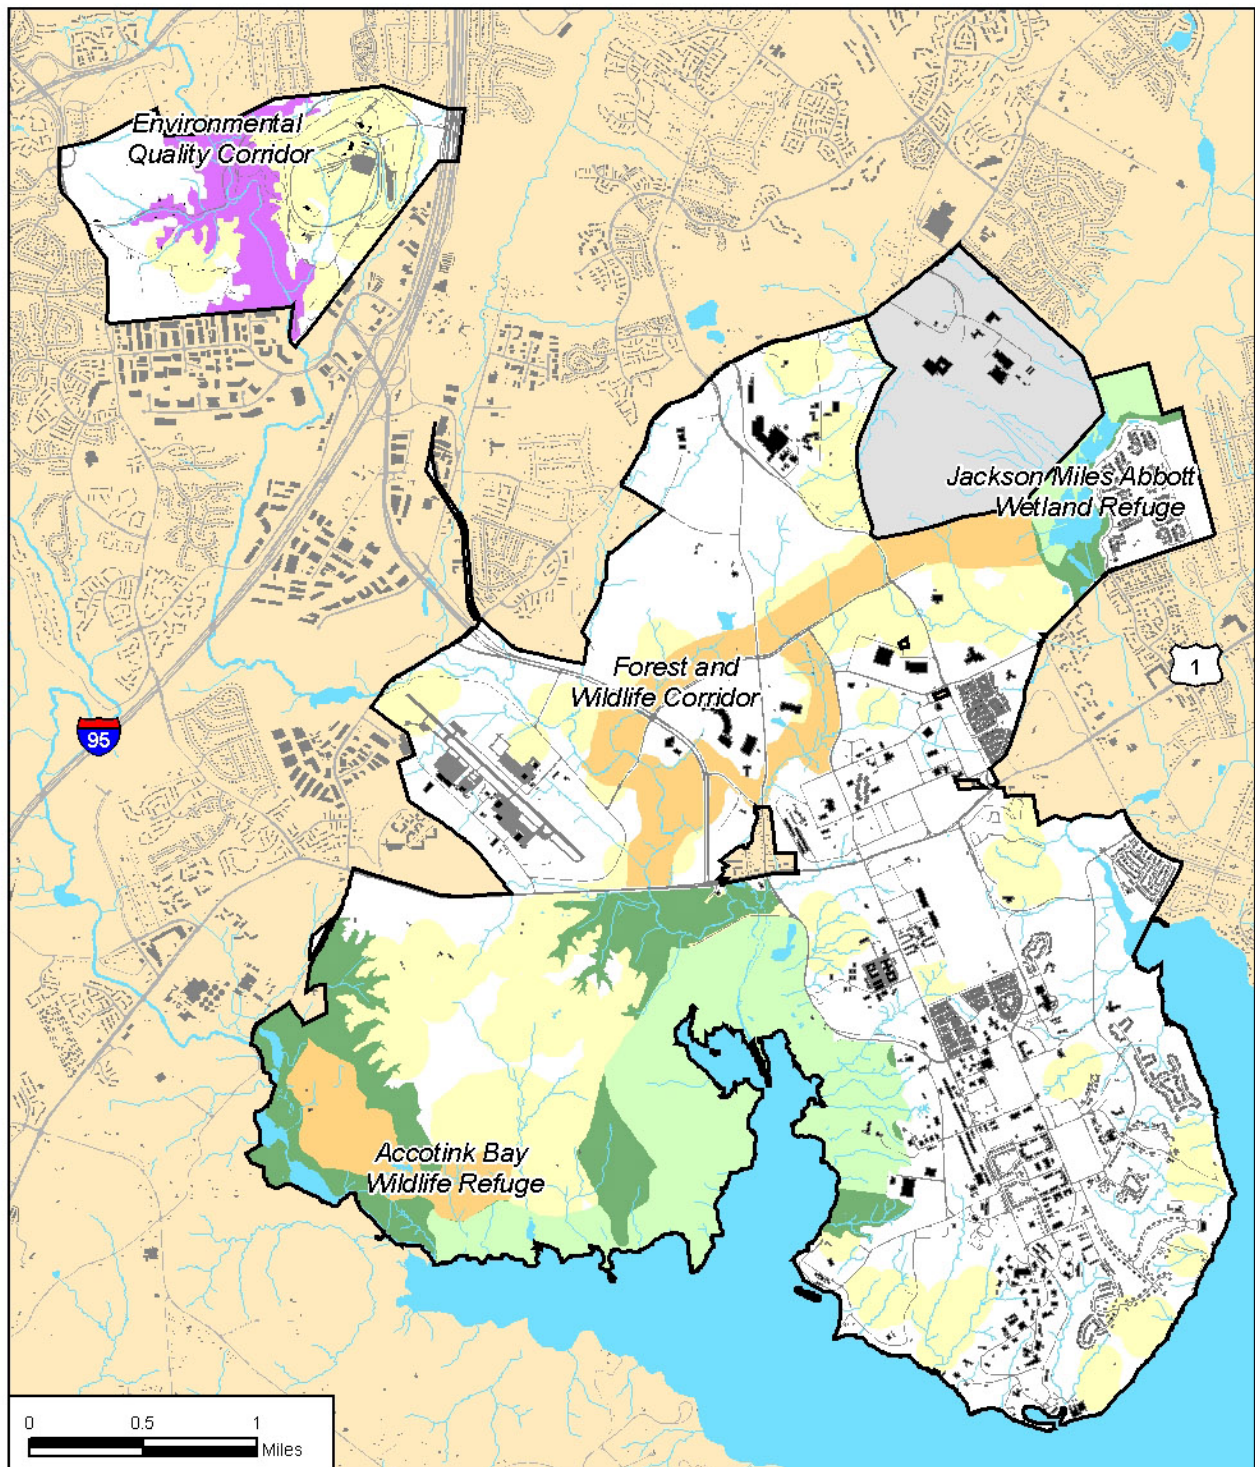 Environmental
Quality Corridor
Jackson Miles Abbott
Wetland Refuge
1
Forest and
Wildlife Corridor
95
Accotink Bay
Wildlife Refuge
0 0.5 1
Miles